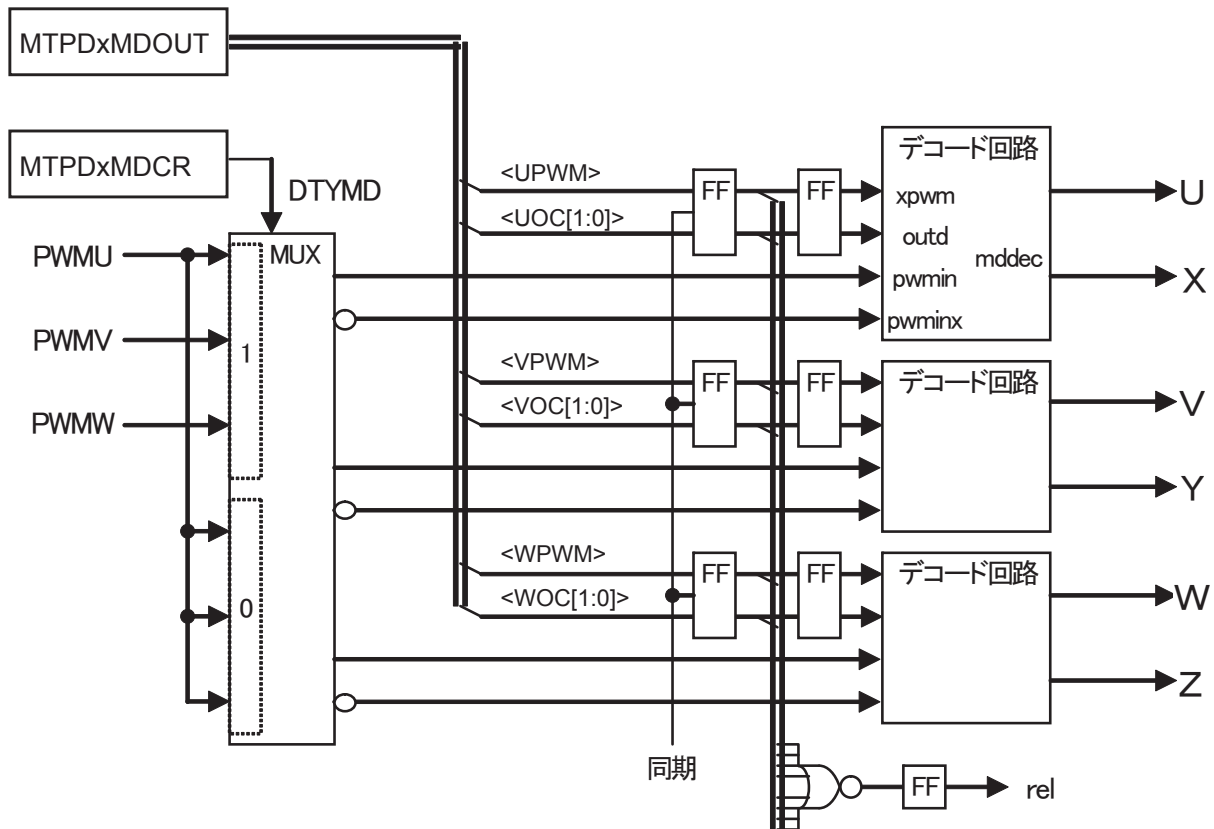 MTPDxMDOUT
MTPDxMDCR
DTYMD
MUX
PWMU
PWMV
PWMW
1
0
<UPWM>
<UOC[1:0]>
FF
FF
デコード回路
xpwm
outd
mddec
pwmin
pwminx
U
X
<VPWM>
<VOC[1:0]>
FF
FF
デコード回路
V
Y
<WPWM>
<WOC[1:0]>
FF
FF
デコード回路
W
Z
同期
FF
rel